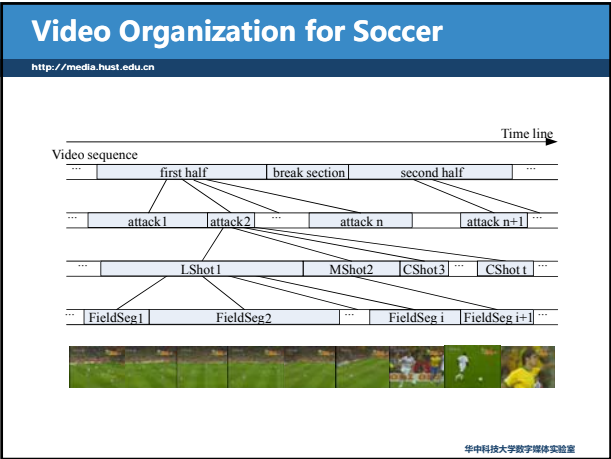 Video Organization for Soccer
http://media.hust.edu.cn
Time line
Video sequence
... first half break section second half ...
... attack1 attack2 ... attack n attack n+1 ...
... LShot1 MShot2 CShot3 ... CShot t ...
... FieldSeg1 FieldSeg2 ... FieldSeg i FieldSeg i+1 ...
华中科技大学数字媒体实验室